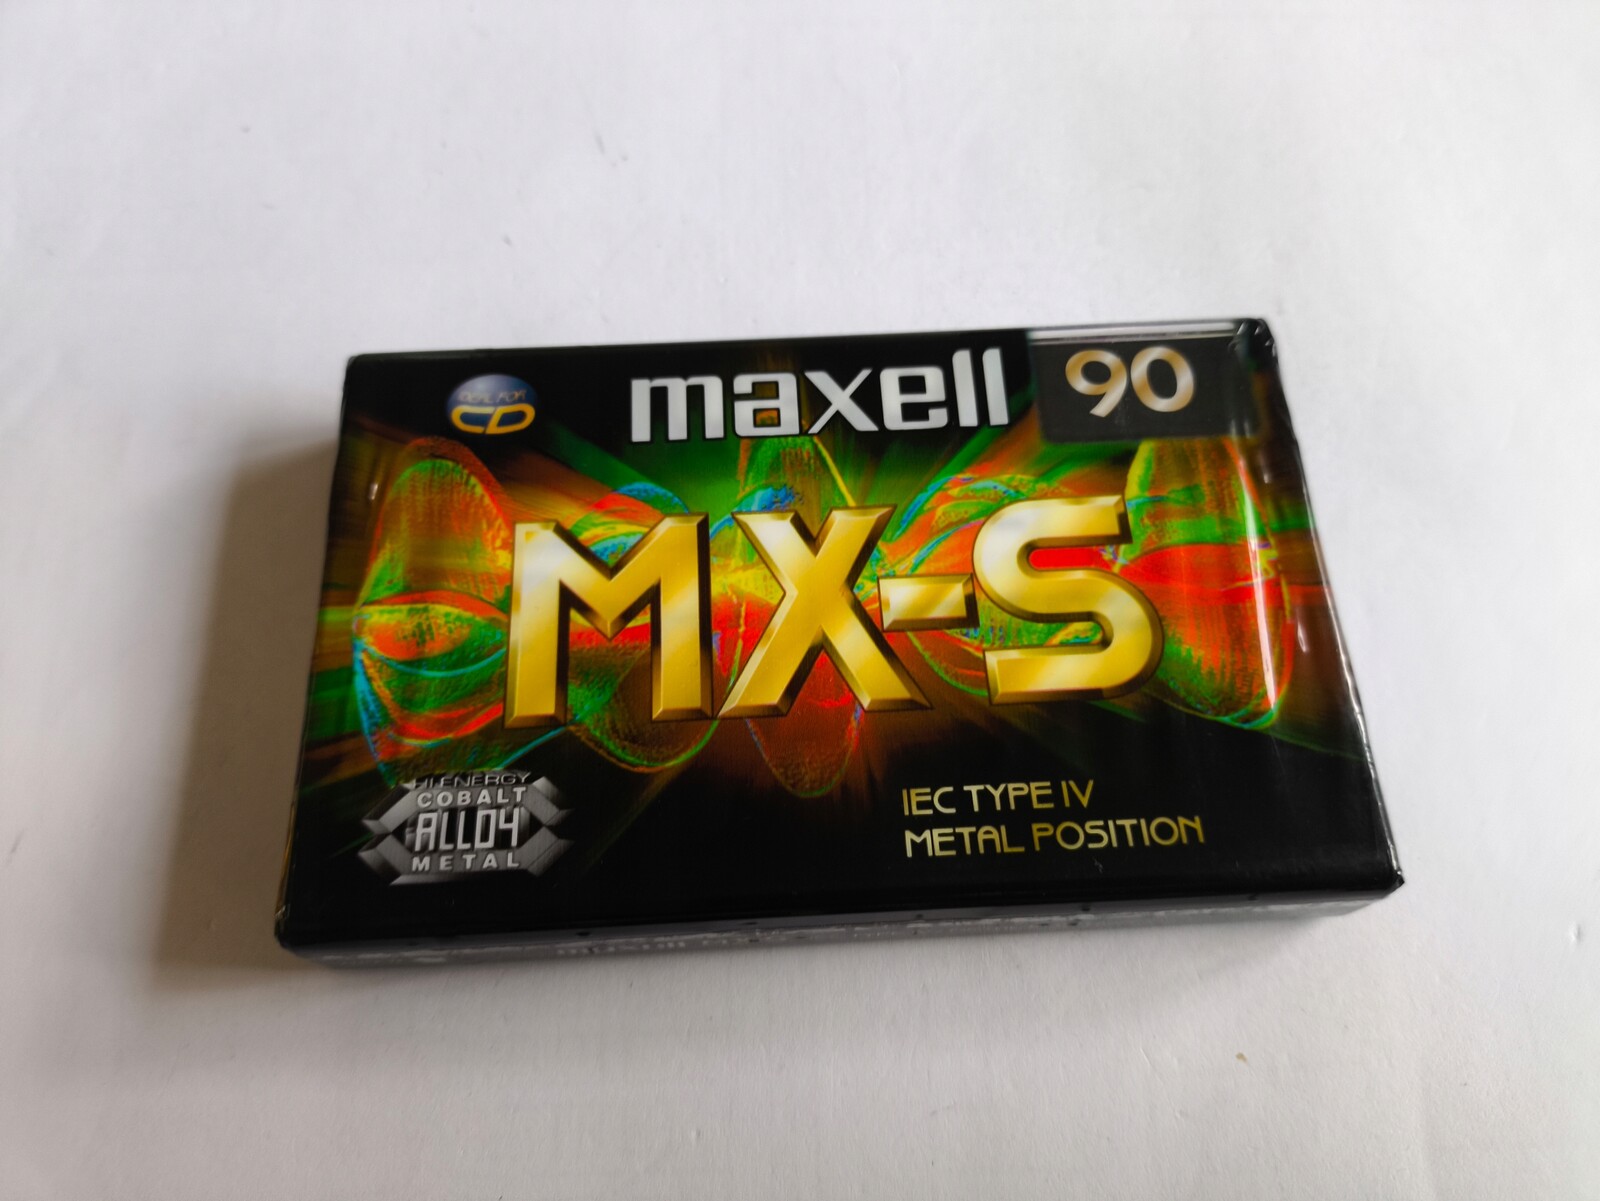 IDEAL FOR
CD
maxell
90
MX-S
HI-ENERGY
COBALT
ALLOY
METAL
IEC TYPE IV
METAL POSITION